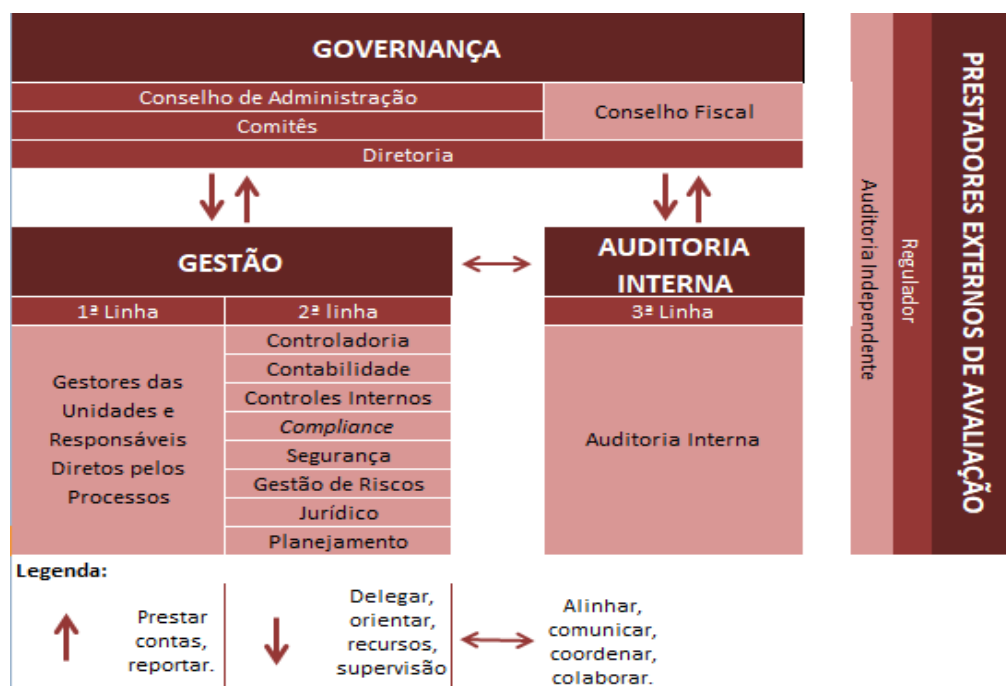 GOVERNANÇA
Conselho de Administração
Comitês
Conselho Fiscal
Diretoria
GESTÃO
AUDITORIA
INTERNA
1ª Linha
2ª linha
3ª Linha
Gestores das
Unidades e
Responsáveis
Diretos pelos
Processos
Controladoria
Contabilidade
Controles Internos
Compliance
Segurança
Gestão de Riscos
Jurídico
Planejamento
Auditoria Interna
Auditoria Independente
Regulador
PRESTADORES EXTERNOS DE AVALIAÇÃO
Legenda:
Prestar
contas,
reportar.
Delegar,
orientar,
recursos,
supervisão
Alinhar,
comunicar,
coordenar,
colaborar.